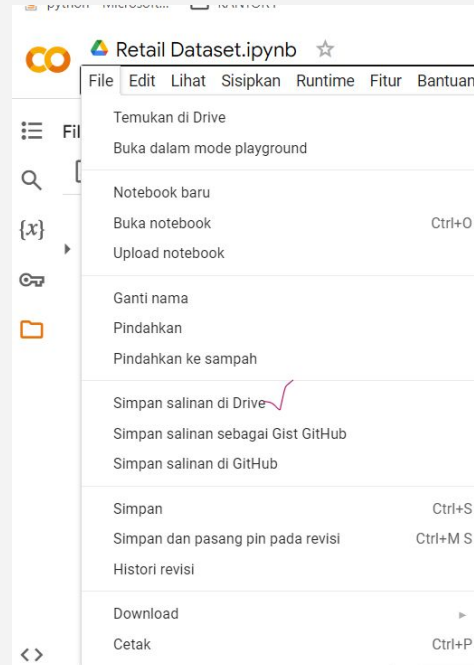 Retail Dataset.ipynb
File Edit Lihat Sisipkan Runtime Fitur Bantuan
Fil
Temukan di Drive
Buka dalam mode playground
Notebook baru
Buka notebook Ctrl+O
Upload notebook
{x}
Ganti nama
Pindahkan
Pindahkan ke sampah
Simpan salinan di Drive
Simpan salinan sebagai Gist GitHub
Simpan salinan di GitHub
Simpan Ctrl+S
Simpan dan pasang pin pada revisi Ctrl+M S
Histori revisi
Download
Cetak Ctrl+P